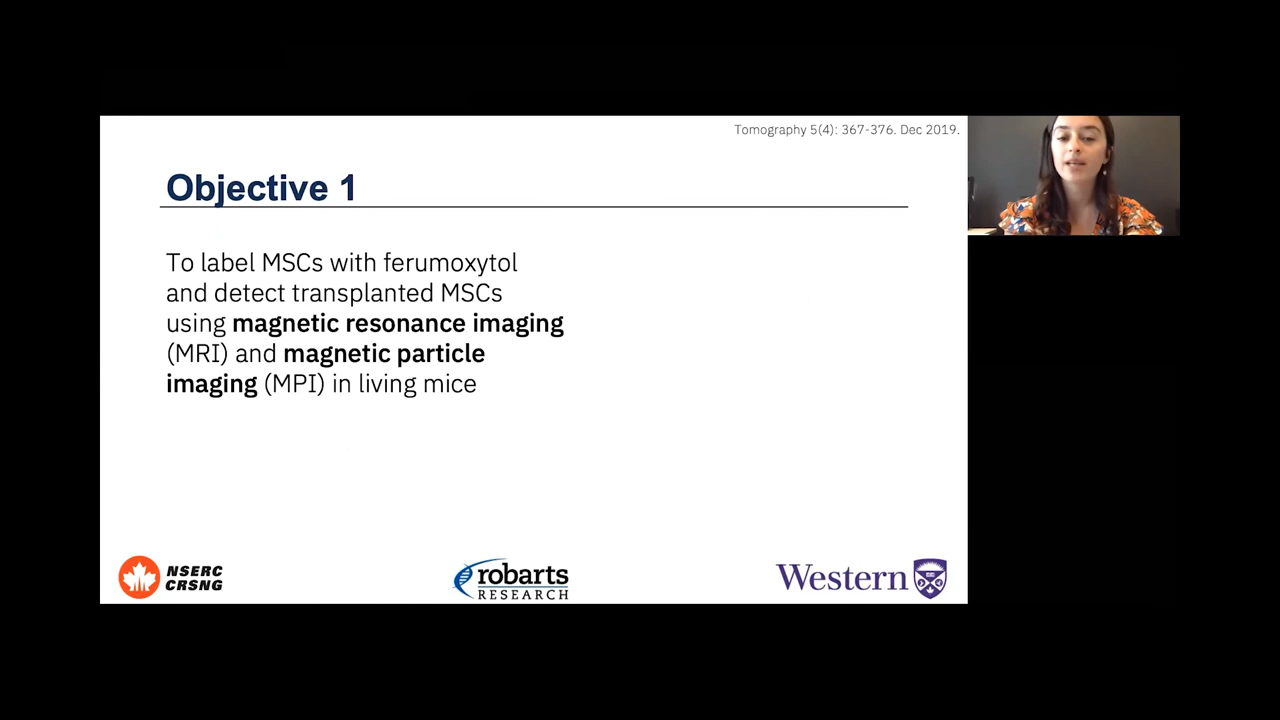 Tomography 5(4): 367-376. Dec 2019.
Objective 1
To label MSCs with ferumoxytol
and detect transplanted MSCs
using magnetic resonance imaging
(MRI) and magnetic particle
imaging (MPI) in living mice
NSERC
CRSNG
robarts
RESEARCH
Western